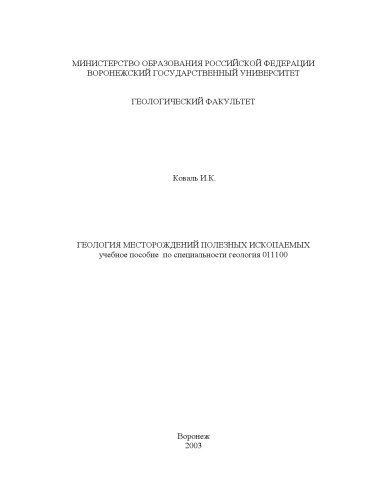 МИНИСТЕРСТВО ОБРАЗОВАНИЯ РОССИЙСКОЙ ФЕДЕРАЦИИ
ВОРОНЕЖСКИЙ ГОСУДАРСТВЕННЫЙ УНИВЕРСИТЕТ
ГЕОЛОГИЧЕСКИЙ ФАКУЛЬТЕТ
Коваль И.К.
ГЕОЛОГИЯ МЕСТОРОЖДЕНИЙ ПОЛЕЗНЫХ ИСКОПАЕМЫХ
учебное пособие по специальности геология 011100
Воронеж
2003